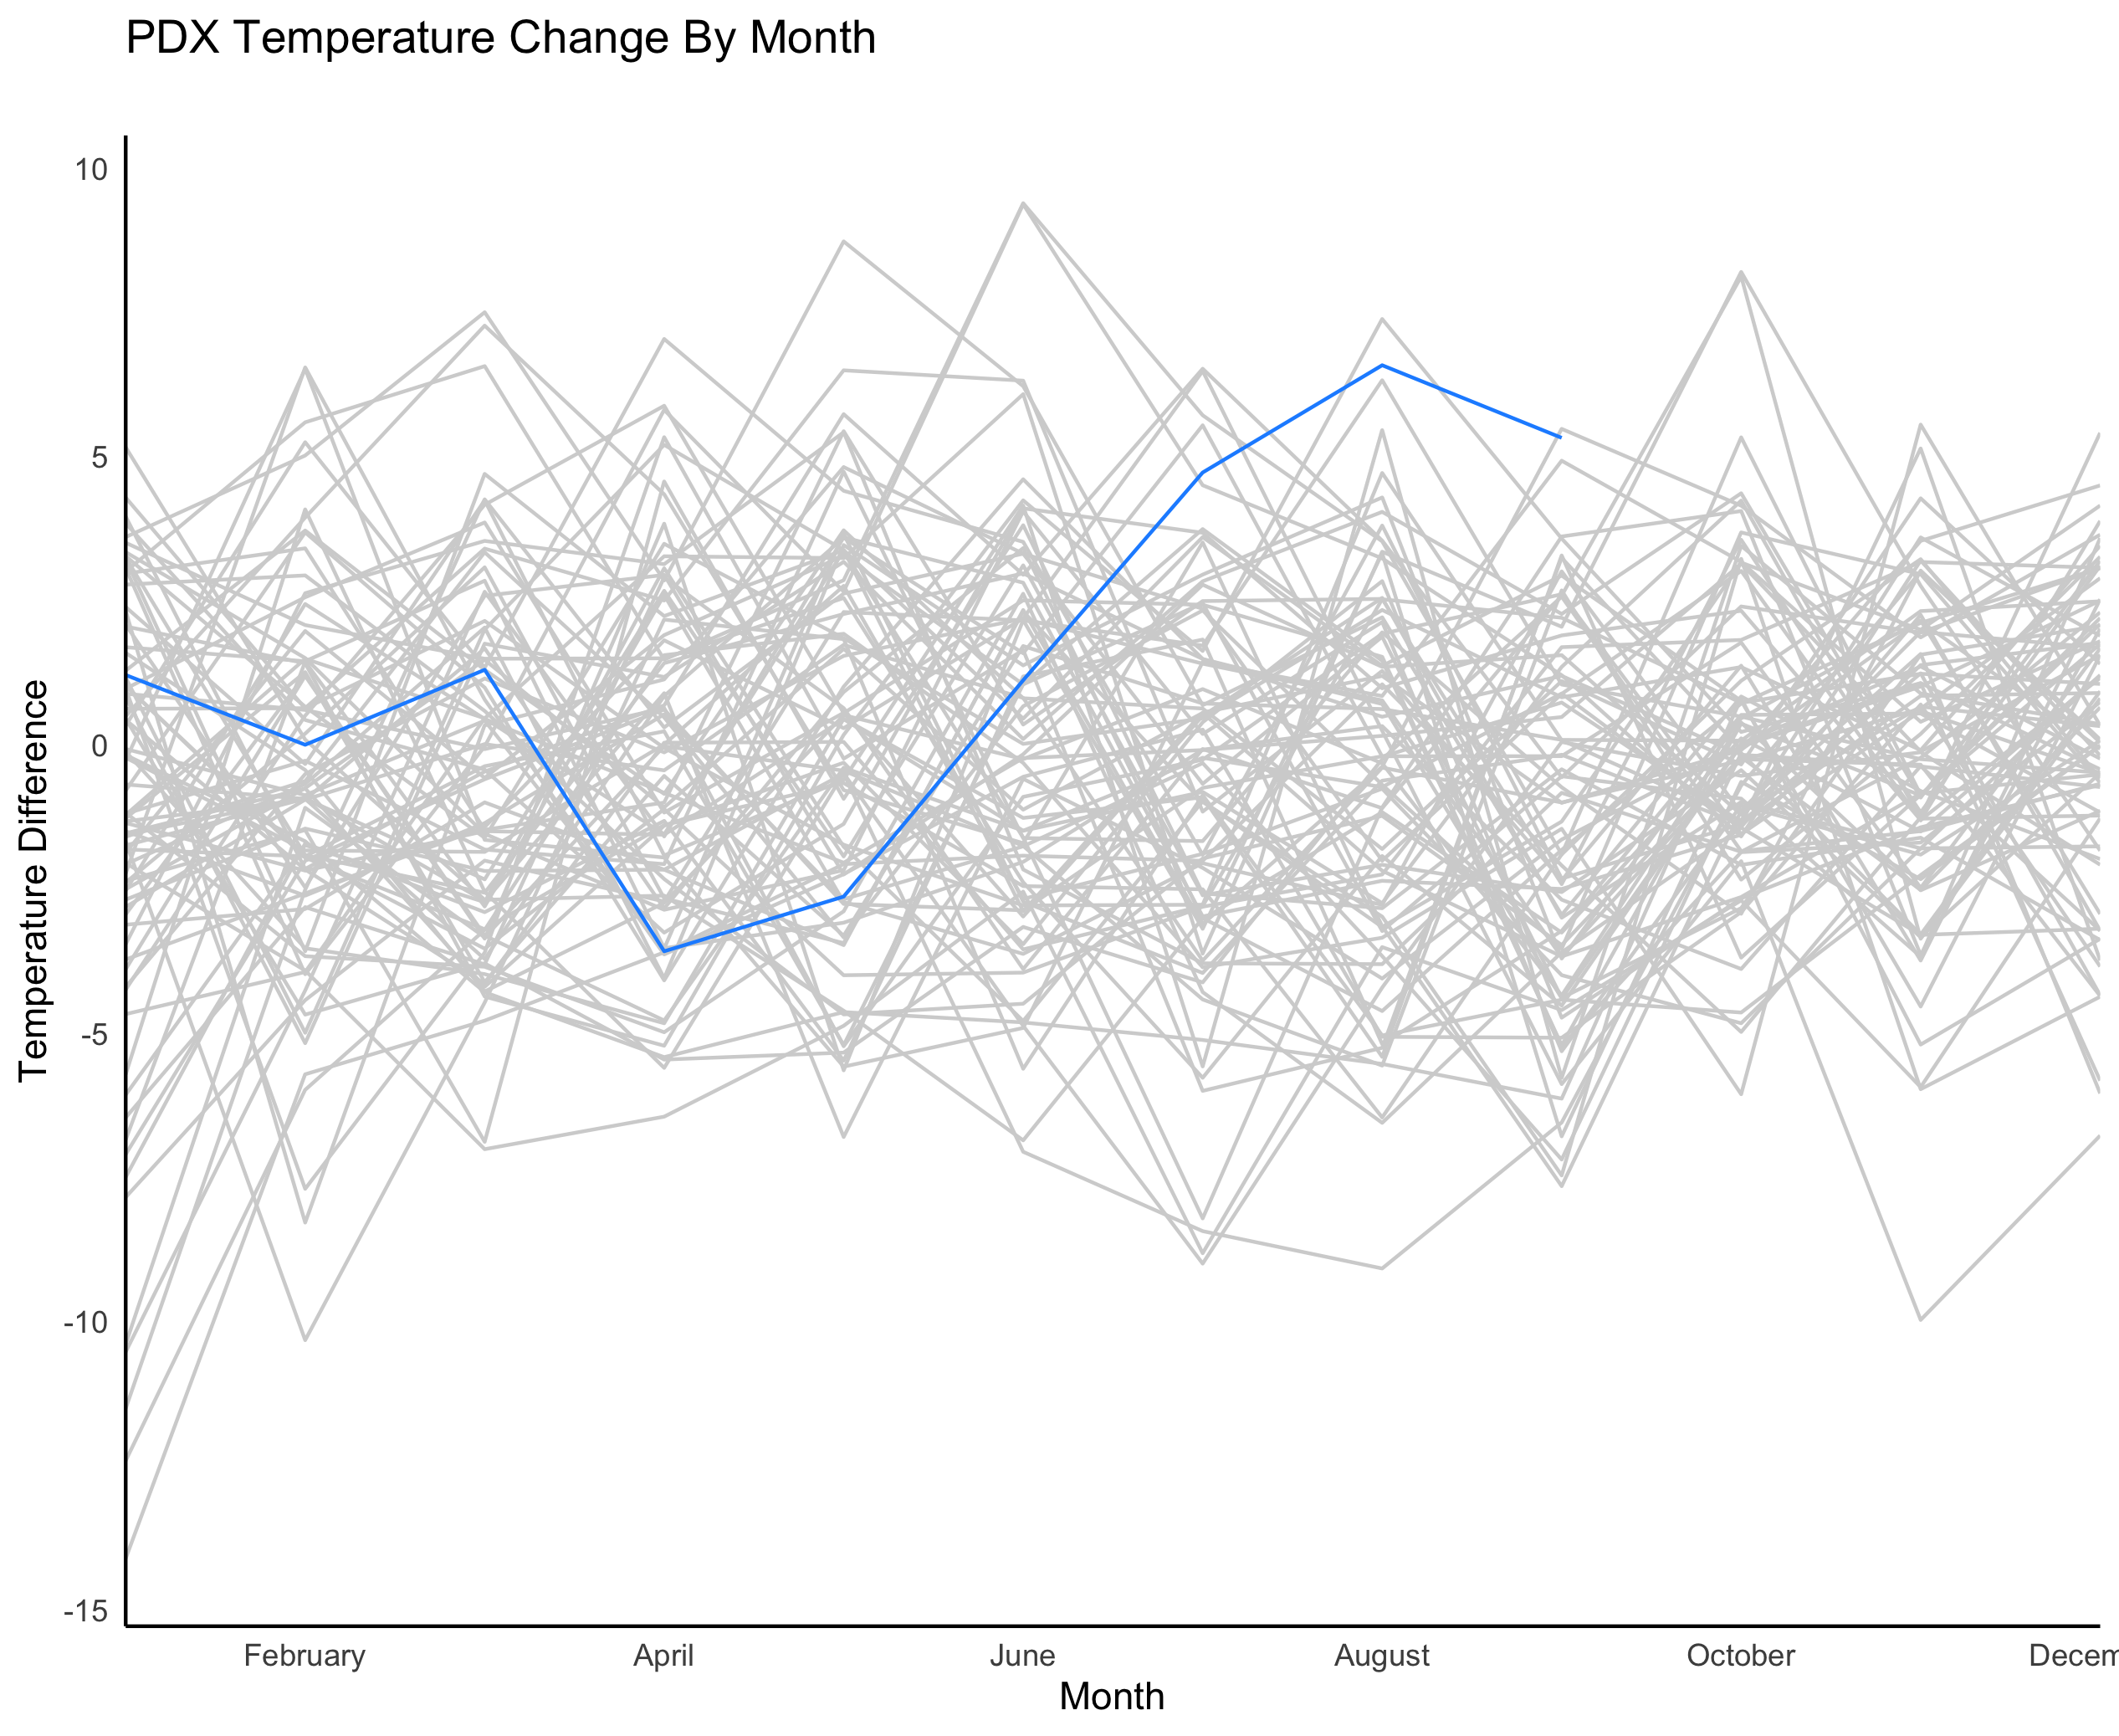 PDX Temperature Change By Month
10
5
0
-5
-10
-15
Temperature Difference
February
April
June
August
October
Decem
Month